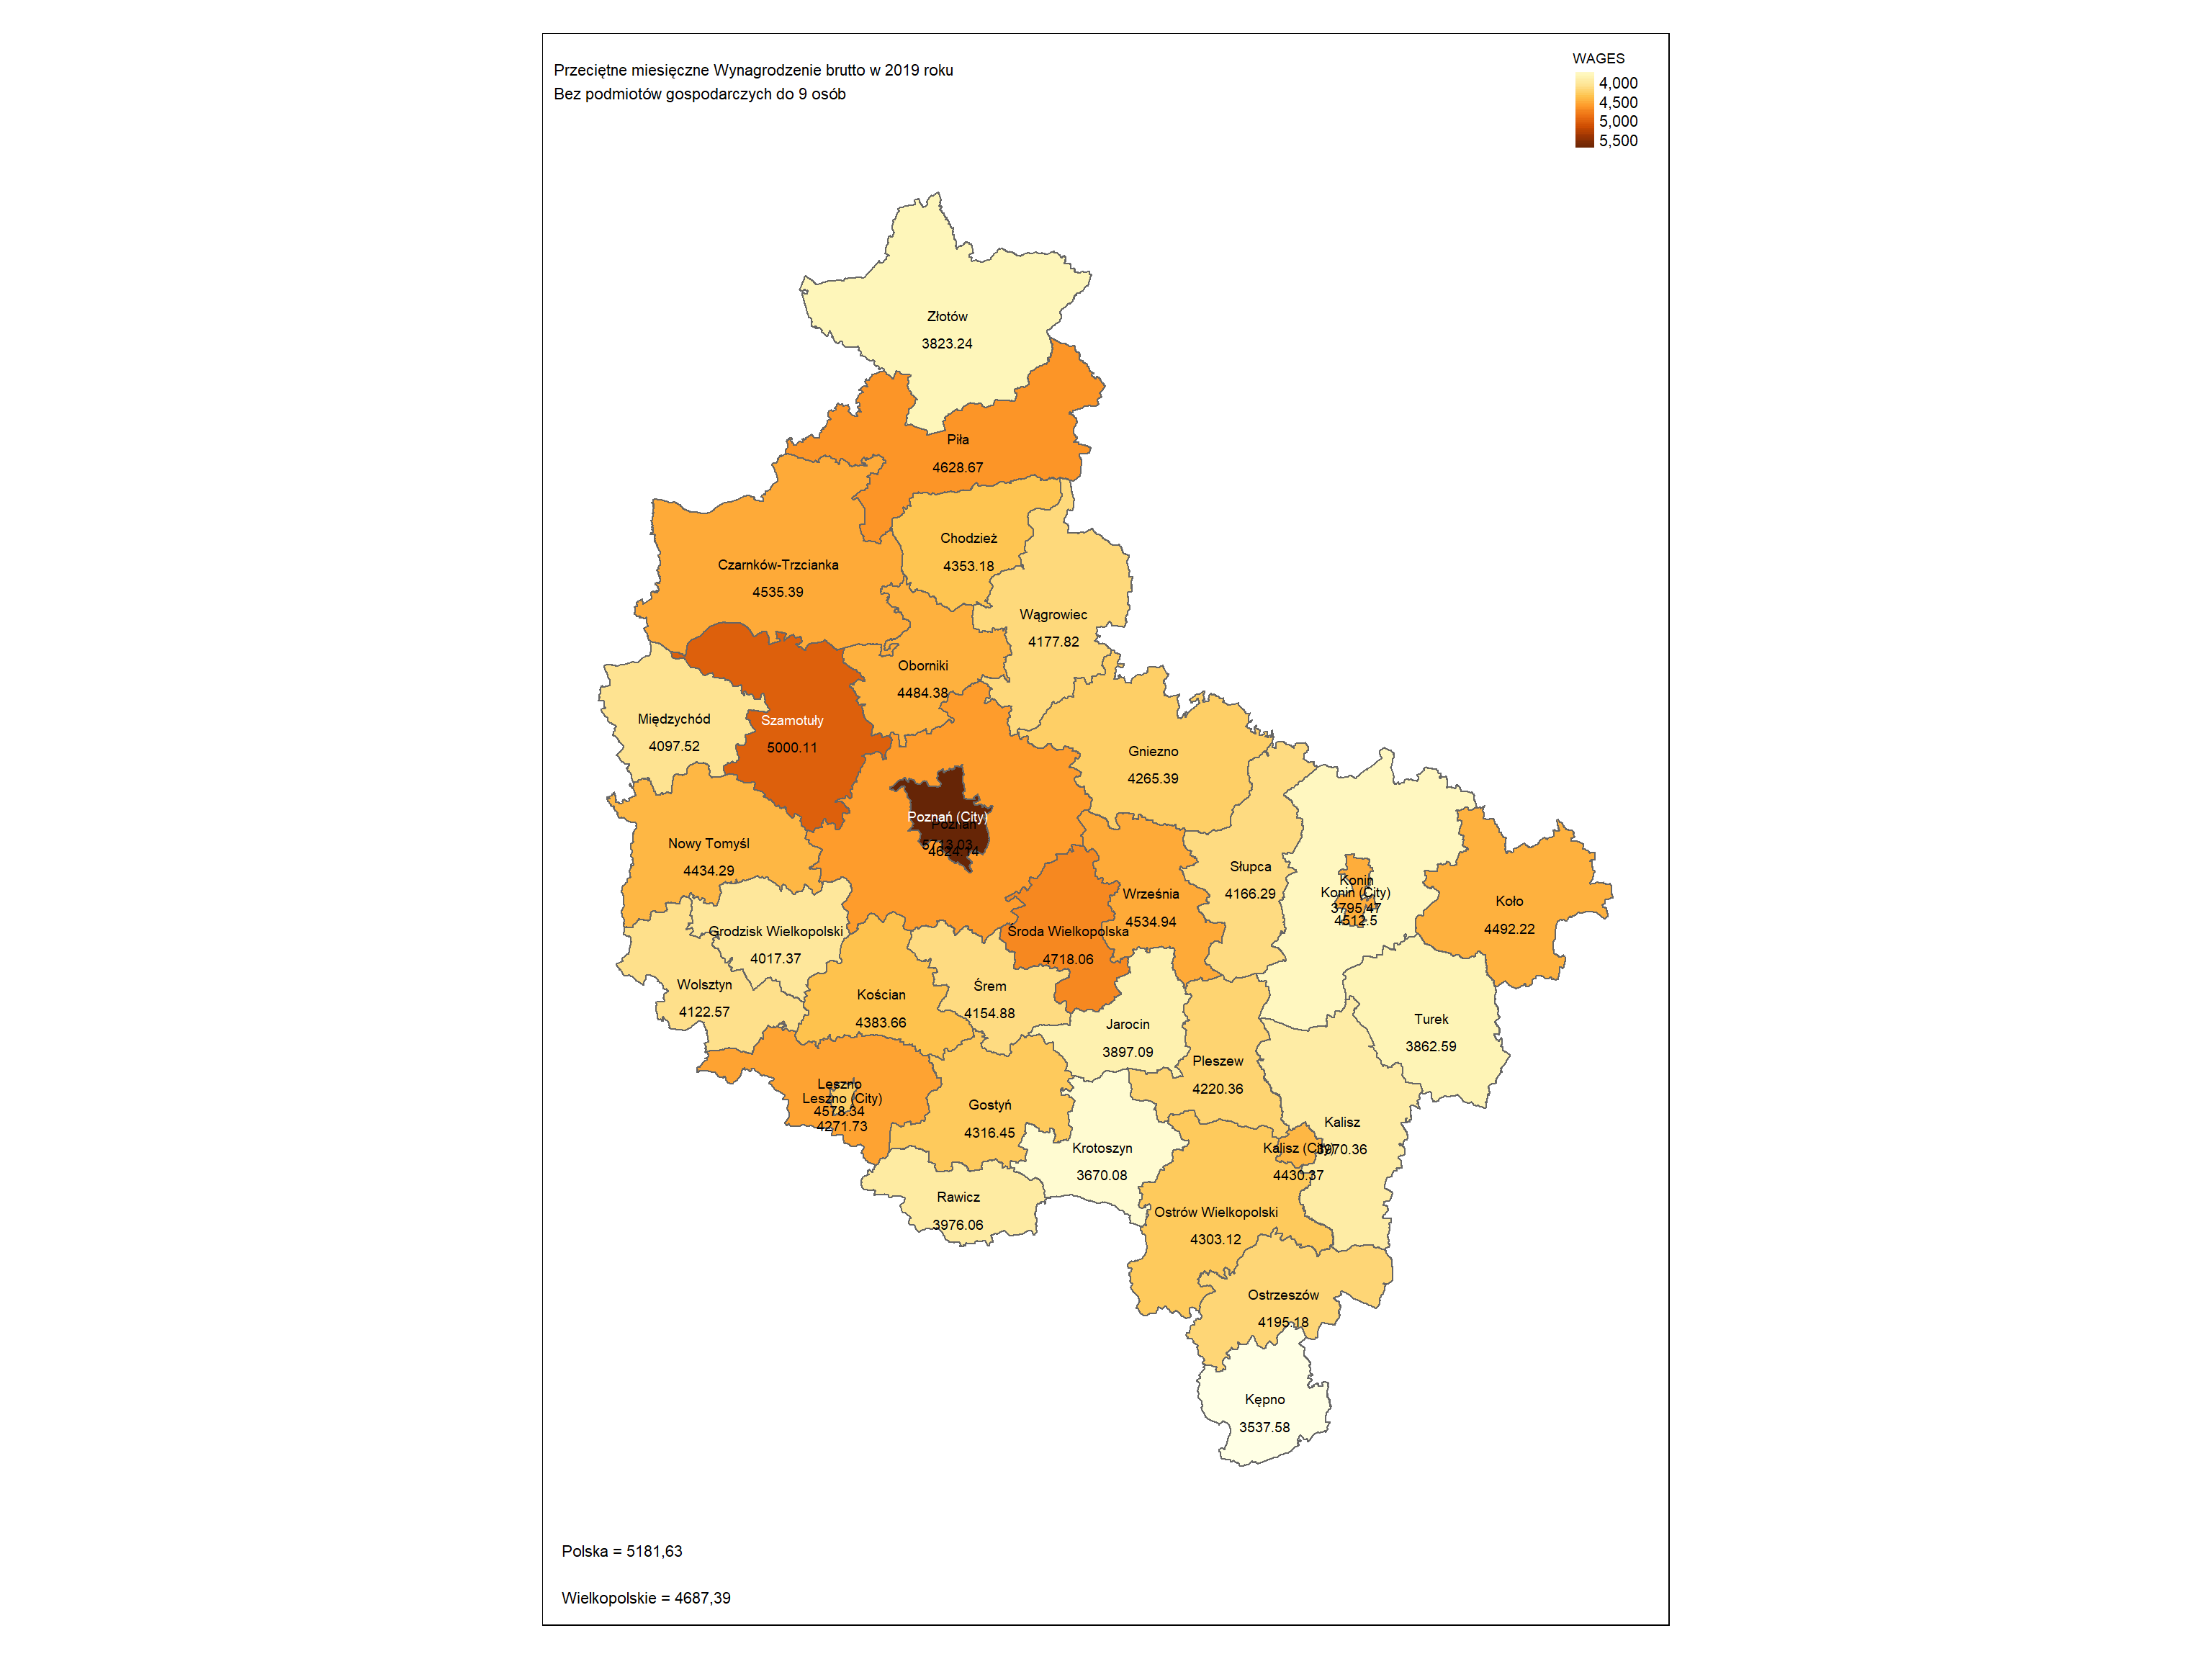 Przeciętne miesięczne Wynagrodzenie brutto w 2019 roku
Bez podmiotów gospodarczych do 9 osób
WAGES
4,000
4,500
5,000
5,500
Złotów
3823.24
Piła
4628.67
Chodzież
4353.18
Czarnków-Trzcianka
4535.39
Wągrowiec
4177.82
Oborniki
4484.38
Międzychód
4097.52
Szamotuły
5000.11
Gniezno
4265.39
Poznań (City)
Poznań
5713.03
4624.14
Nowy Tomyśl
4434.29
Słupca
4166.29
Konin
Konin (City)
3795.47
4512.5
Koło
4492.22
Września
4534.94
Środa Wielkopolska
4718.06
Grodzisk Wielkopolski
4017.37
Wolsztyn
4122.57
Kościan
4383.66
Śrem
4154.88
Jarocin
3897.09
Turek
3862.59
Pleszew
4220.36
Leszno
Leszno (City)
4578.34
4271.73
Gostyń
4316.45
Krotoszyn
3670.08
Kalisz
3970.36
Kalisz (City)
4430.37
Rawicz
3976.06
Ostrów Wielkopolski
4303.12
Ostrzeszów
4195.18
Kępno
3537.58
Polska = 5181,63
Wielkopolskie = 4687,39